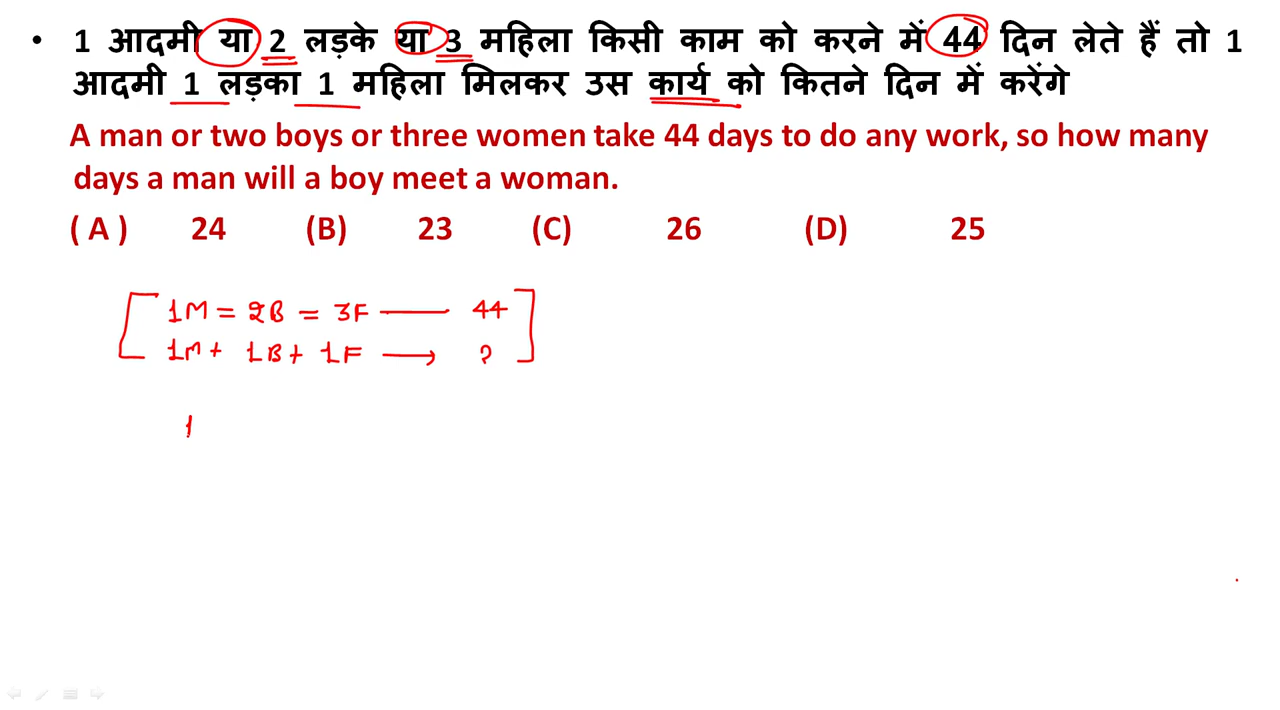 • 1 आदमी या 2 लड़के या 3 महिला किसी काम को करने में 44 दिन लेते हैं तो 1
आदमी 1 लड़का 1 महिला मिलकर उस कार्य को कितने दिन में करेंगे
A man or two boys or three women take 44 days to do any work, so how many
days a man will a boy meet a woman.
( A ) 24 (B) 23 (C) 26 (D) 25
1M = 2B = 3F — 44
1M + 1B + 1F → ?
1